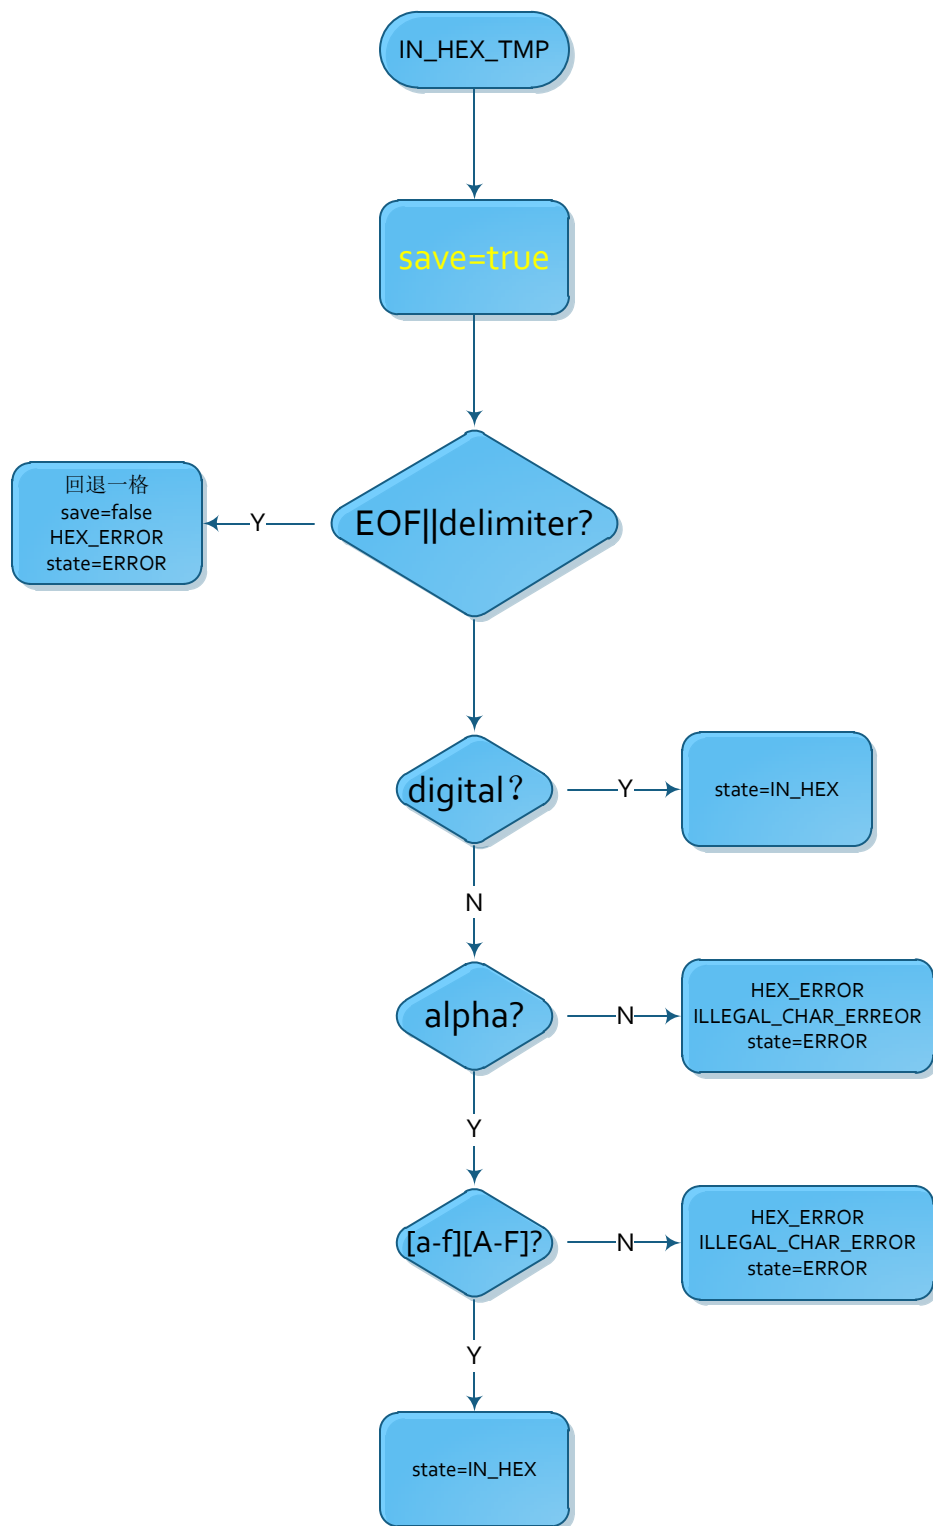 IN_HEX_TMP
save=true
EOF||delimiter?
Y
回退一格
save=false
HEX_ERROR
state=ERROR
digital？
Y
state=IN_HEX
N
alpha?
N
HEX_ERROR
ILLEGAL_CHAR_ERREOR
state=ERROR
Y
[a-f][A-F]?
N
HEX_ERROR
ILLEGAL_CHAR_ERROR
state=ERROR
Y
state=IN_HEX